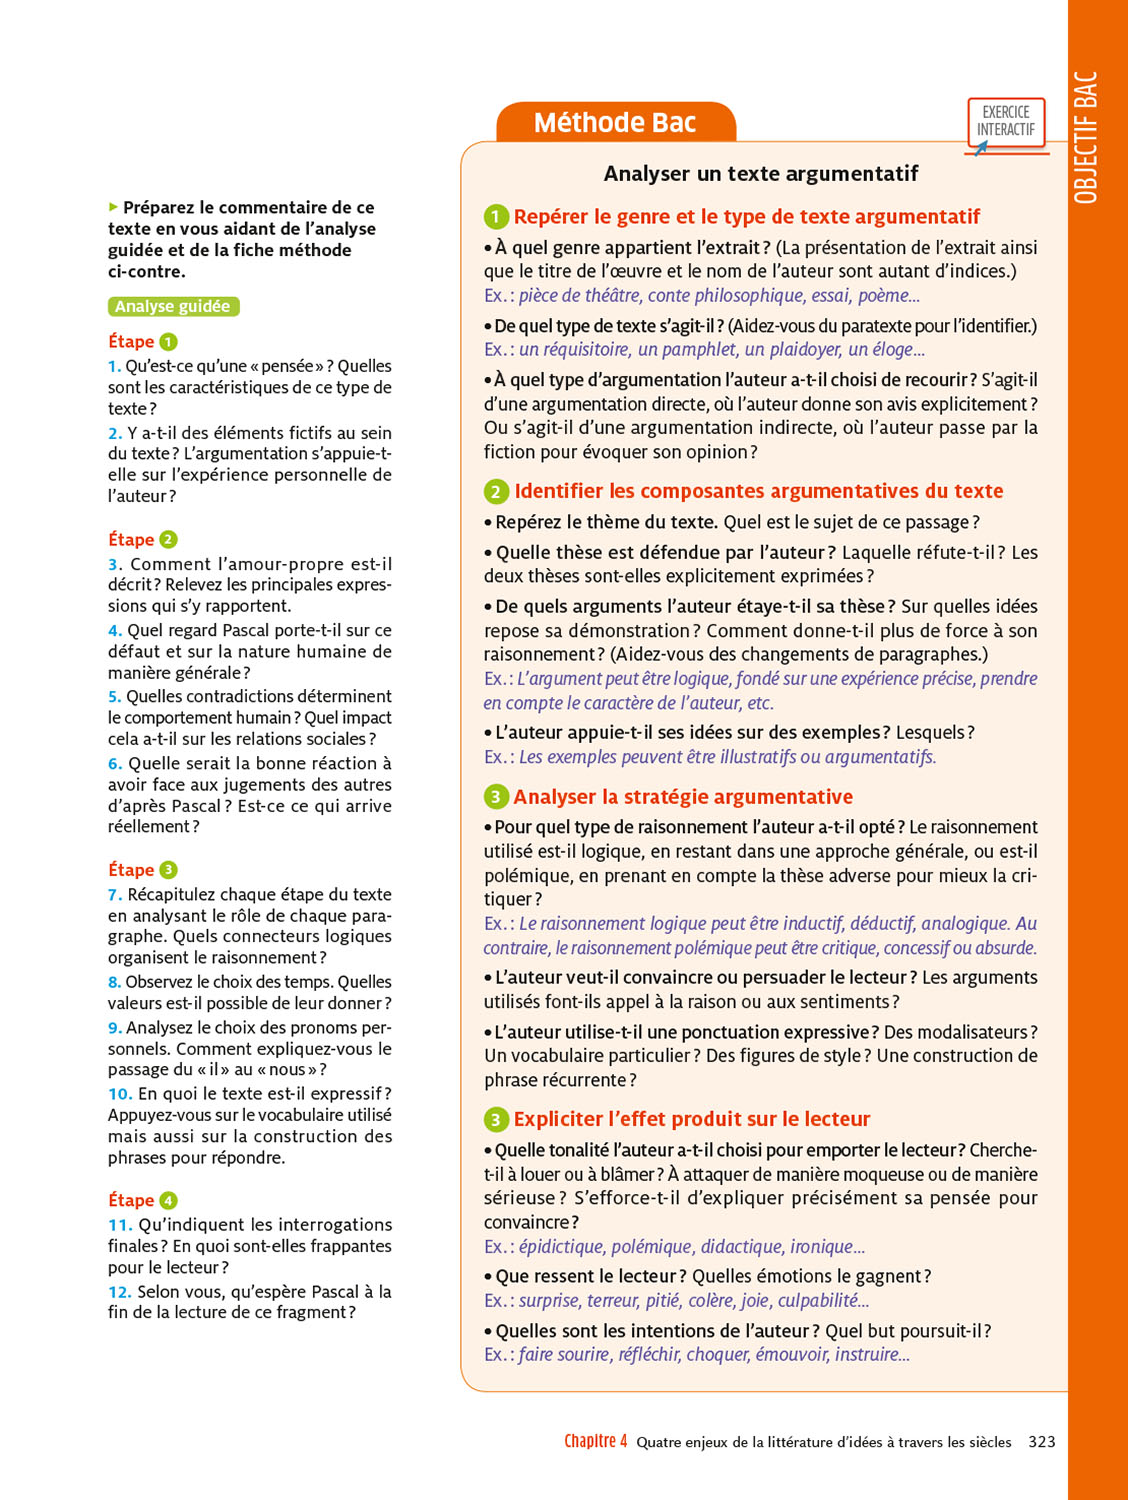 OBJECTIF BAC
EXERCICE
INTERACTIF
▸ Préparez le commentaire de ce
texte en vous aidant de l'analyse
guidée et de la fiche méthode
ci-contre.
Analyse guidée
Étape 1
1. Qu'est-ce qu'une « pensée » ? Quelles
sont les caractéristiques de ce type de
texte ?
2. Y a-t-il des éléments fictifs au sein
du texte ? L'argumentation s'appuie-t-
elle sur l'expérience personnelle de
l'auteur ?
Étape 2
3. Comment l'amour-propre est-il
décrit ? Relevez les principales expres-
sions qui s'y rapportent.
4. Quel regard Pascal porte-t-il sur ce
défaut et sur la nature humaine de
manière générale ?
5. Quelles contradictions déterminent
le comportement humain ? Quel impact
cela a-t-il sur les relations sociales ?
6. Quelle serait la bonne réaction à
avoir face aux jugements des autres
d'après Pascal ? Est-ce ce qui arrive
réellement ?
Étape 3
7. Récapitulez chaque étape du texte
en analysant le rôle de chaque para-
graphe. Quels connecteurs logiques
organisent le raisonnement ?
8. Observez le choix des temps. Quelles
valeurs est-il possible de leur donner ?
9. Analysez le choix des pronoms per-
sonnels. Comment expliquez-vous le
passage du « il » au « nous » ?
10. En quoi le texte est-il expressif ?
Appuyez-vous sur le vocabulaire utilisé
mais aussi sur la construction des
phrases pour répondre.
Étape 4
11. Qu'indiquent les interrogations
finales ? En quoi sont-elles frappantes
pour le lecteur ?
12. Selon vous, qu'espère Pascal à la
fin de la lecture de ce fragment ?
Méthode Bac
Analyser un texte argumentatif
1 Repérer le genre et le type de texte argumentatif
• À quel genre appartient l'extrait ? (La présentation de l'extrait ainsi
que le titre de l'œuvre et le nom de l'auteur sont autant d'indices.)
Ex. : pièce de théâtre, conte philosophique, essai, poème...
• De quel type de texte s'agit-il ? (Aidez-vous du paratexte pour l'identifier.)
Ex. : un réquisitoire, un pamphlet, un plaidoyer, un éloge...
• À quel type d'argumentation l'auteur a-t-il choisi de recourir ? S'agit-il
d'une argumentation directe, où l'auteur donne son avis explicitement ?
Ou s'agit-il d'une argumentation indirecte, où l'auteur passe par la
fiction pour évoquer son opinion ?
2 Identifier les composantes argumentatives du texte
• Repérez le thème du texte. Quel est le sujet de ce passage ?
• Quelle thèse est défendue par l'auteur ? Laquelle réfute-t-il ? Les
deux thèses sont-elles explicitement exprimées ?
• De quels arguments l'auteur étaye-t-il sa thèse ? Sur quelles idées
repose sa démonstration ? Comment donne-t-il plus de force à son
raisonnement ? (Aidez-vous des changements de paragraphes.)
Ex. : L'argument peut être logique, fondé sur une expérience précise, prendre
en compte le caractère de l'auteur, etc.
• L'auteur appuie-t-il ses idées sur des exemples ? Lesquels ?
Ex. : Les exemples peuvent être illustratifs ou argumentatifs.
3 Analyser la stratégie argumentative
• Pour quel type de raisonnement l'auteur a-t-il opté ? Le raisonnement
utilisé est-il logique, en restant dans une approche générale, ou est-il
polémique, en prenant en compte la thèse adverse pour mieux la cri-
tiquer ?
Ex. : Le raisonnement logique peut être inductif, déductif, analogique. Au
contraire, le raisonnement polémique peut être critique, concessif ou absurde.
• L'auteur veut-il convaincre ou persuader le lecteur ? Les arguments
utilisés font-ils appel à la raison ou aux sentiments ?
• L'auteur utilise-t-il une ponctuation expressive ? Des modalisateurs ?
Un vocabulaire particulier ? Des figures de style ? Une construction de
phrase récurrente ?
3 Expliciter l'effet produit sur le lecteur
• Quelle tonalité l'auteur a-t-il choisi pour emporter le lecteur ? Cherche-
t-il à louer ou à blâmer ? À attaquer de manière moqueuse ou de manière
sérieuse ? S'efforce-t-il d'expliquer précisément sa pensée pour
convaincre ?
Ex. : épidictique, polémique, didactique, ironique...
• Que ressent le lecteur ? Quelles émotions le gagnent ?
Ex. : surprise, terreur, pitié, colère, joie, culpabilité...
• Quelles sont les intentions de l'auteur ? Quel but poursuit-il ?
Ex. : faire sourire, réfléchir, choquer, émouvoir, instruire...
Chapitre 4 Quatre enjeux de la littérature d'idées à travers les siècles 323